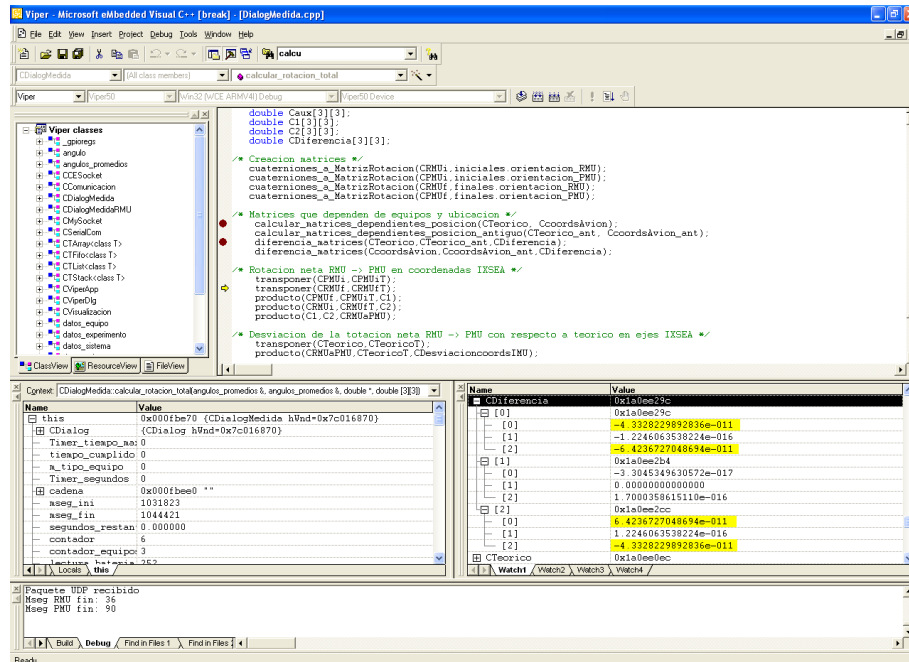 Viper - Microsoft eMbedded Visual C++ [break] - [DialogMedida.cpp]
File Edit View Insert Project Debug Tools Window Help
calcu
CDialogMedida (All class members) calcular_rotacion_total
Viper Viper50 Win32 (WCE ARMV4I) Debug Viper50 Device
Viper classes
_gpioregs
angulo
angulos_promedios
CCESocket
CComunicacion
CDialogMedida
CDialogMedidaRMU
CMySocket
CSerialCom
CTArray<class T>
CTFifo<class T>
CTList<class T>
CTStack<class T>
CViperApp
CViperDlg
CVisualizacion
datos_equipo
datos_experimento
datos_sistema
ClassView ResourceView FileView
double Caux[3][3];
double C1[3][3];
double C2[3][3];
double CDiferencia[3][3];
/* Creacion matrices */
cuaterniones_a_MatrizRotacion(CRMUi,iniciales.orientacion_RMU);
cuaterniones_a_MatrizRotacion(CPMUi,iniciales.orientacion_PMU);
cuaterniones_a_MatrizRotacion(CRMUf,finales.orientacion_RMU);
cuaterniones_a_MatrizRotacion(CPMUf,finales.orientacion_PMU);
/* Matrices que dependen de equipos y ubicacion */
calcular_matrices_dependientes_posicion(CTeorico, CcoordsAvion);
calcular_matrices_dependientes_posicion_antiguo(CTeorico_ant, CcoordsAvion_ant);
diferencia_matrices(CTeorico,CTeorico_ant,CDiferencia);
diferencia_matrices(CcoordsAvion,CcoordsAvion_ant,CDiferencia);
/* Rotacion neta RMU -> PMU en coordenadas IXSEA */
transponer(CPMUi,CPMUiT);
transponer(CRMUf,CRMUfT);
producto(CPMUf,CPMUiT,C1);
producto(CRMUi,CRMUfT,C2);
producto(C1,C2,CRMUaPMU);
/* Desviacion de la totacion neta RMU -> PMU con respecto a teorico en ejes IXSEA */
transponer(CTeorico,CTeoricoT);
producto(CRMUaPMU,CTeoricoT,CDesviacioncoordsIMU);
Context: CDialogMedida::calcular_rotacion_total(angulos_promedios &, angulos_promedios &, double *, double [3][3])
Name Value
this 0x000fbe70 {CDialogMedida hWnd=0x7c016870}
CDialog {CDialog hWnd=0x7c016870}
Timer_tiempo_max 0
tiempo_cumplido 0
m_tipo_equipo 0
Timer_segundos 0
cadena 0x000fbee0 ""
mseg_ini 1031823
mseg_fin 1044421
segundos_restan 0.000000
contador 6
contador_equipos 3
lectura_bateria 252
Locals this
Name Value
CDiferencia 0x1a0ee29c
[0] 0x1a0ee29c
[0] -4.3328229892836e-011
[1] -1.2246063538224e-016
[2] -6.4236727048694e-011
[1] 0x1a0ee2b4
[0] -3.3045349630572e-017
[1] 0.00000000000000
[2] 1.7000358615110e-016
[2] 0x1a0ee2cc
[0] 6.4236727048694e-011
[1] 1.2246063538224e-016
[2] -4.3328229892836e-011
CTeorico 0x1a0ee0ec
Watch1 Watch2 Watch3 Watch4
Paquete UDP recibido
Mseg RMU fin: 36
Mseg PMU fin: 90
Build Debug Find in Files 1 Find in Files 2
Ready